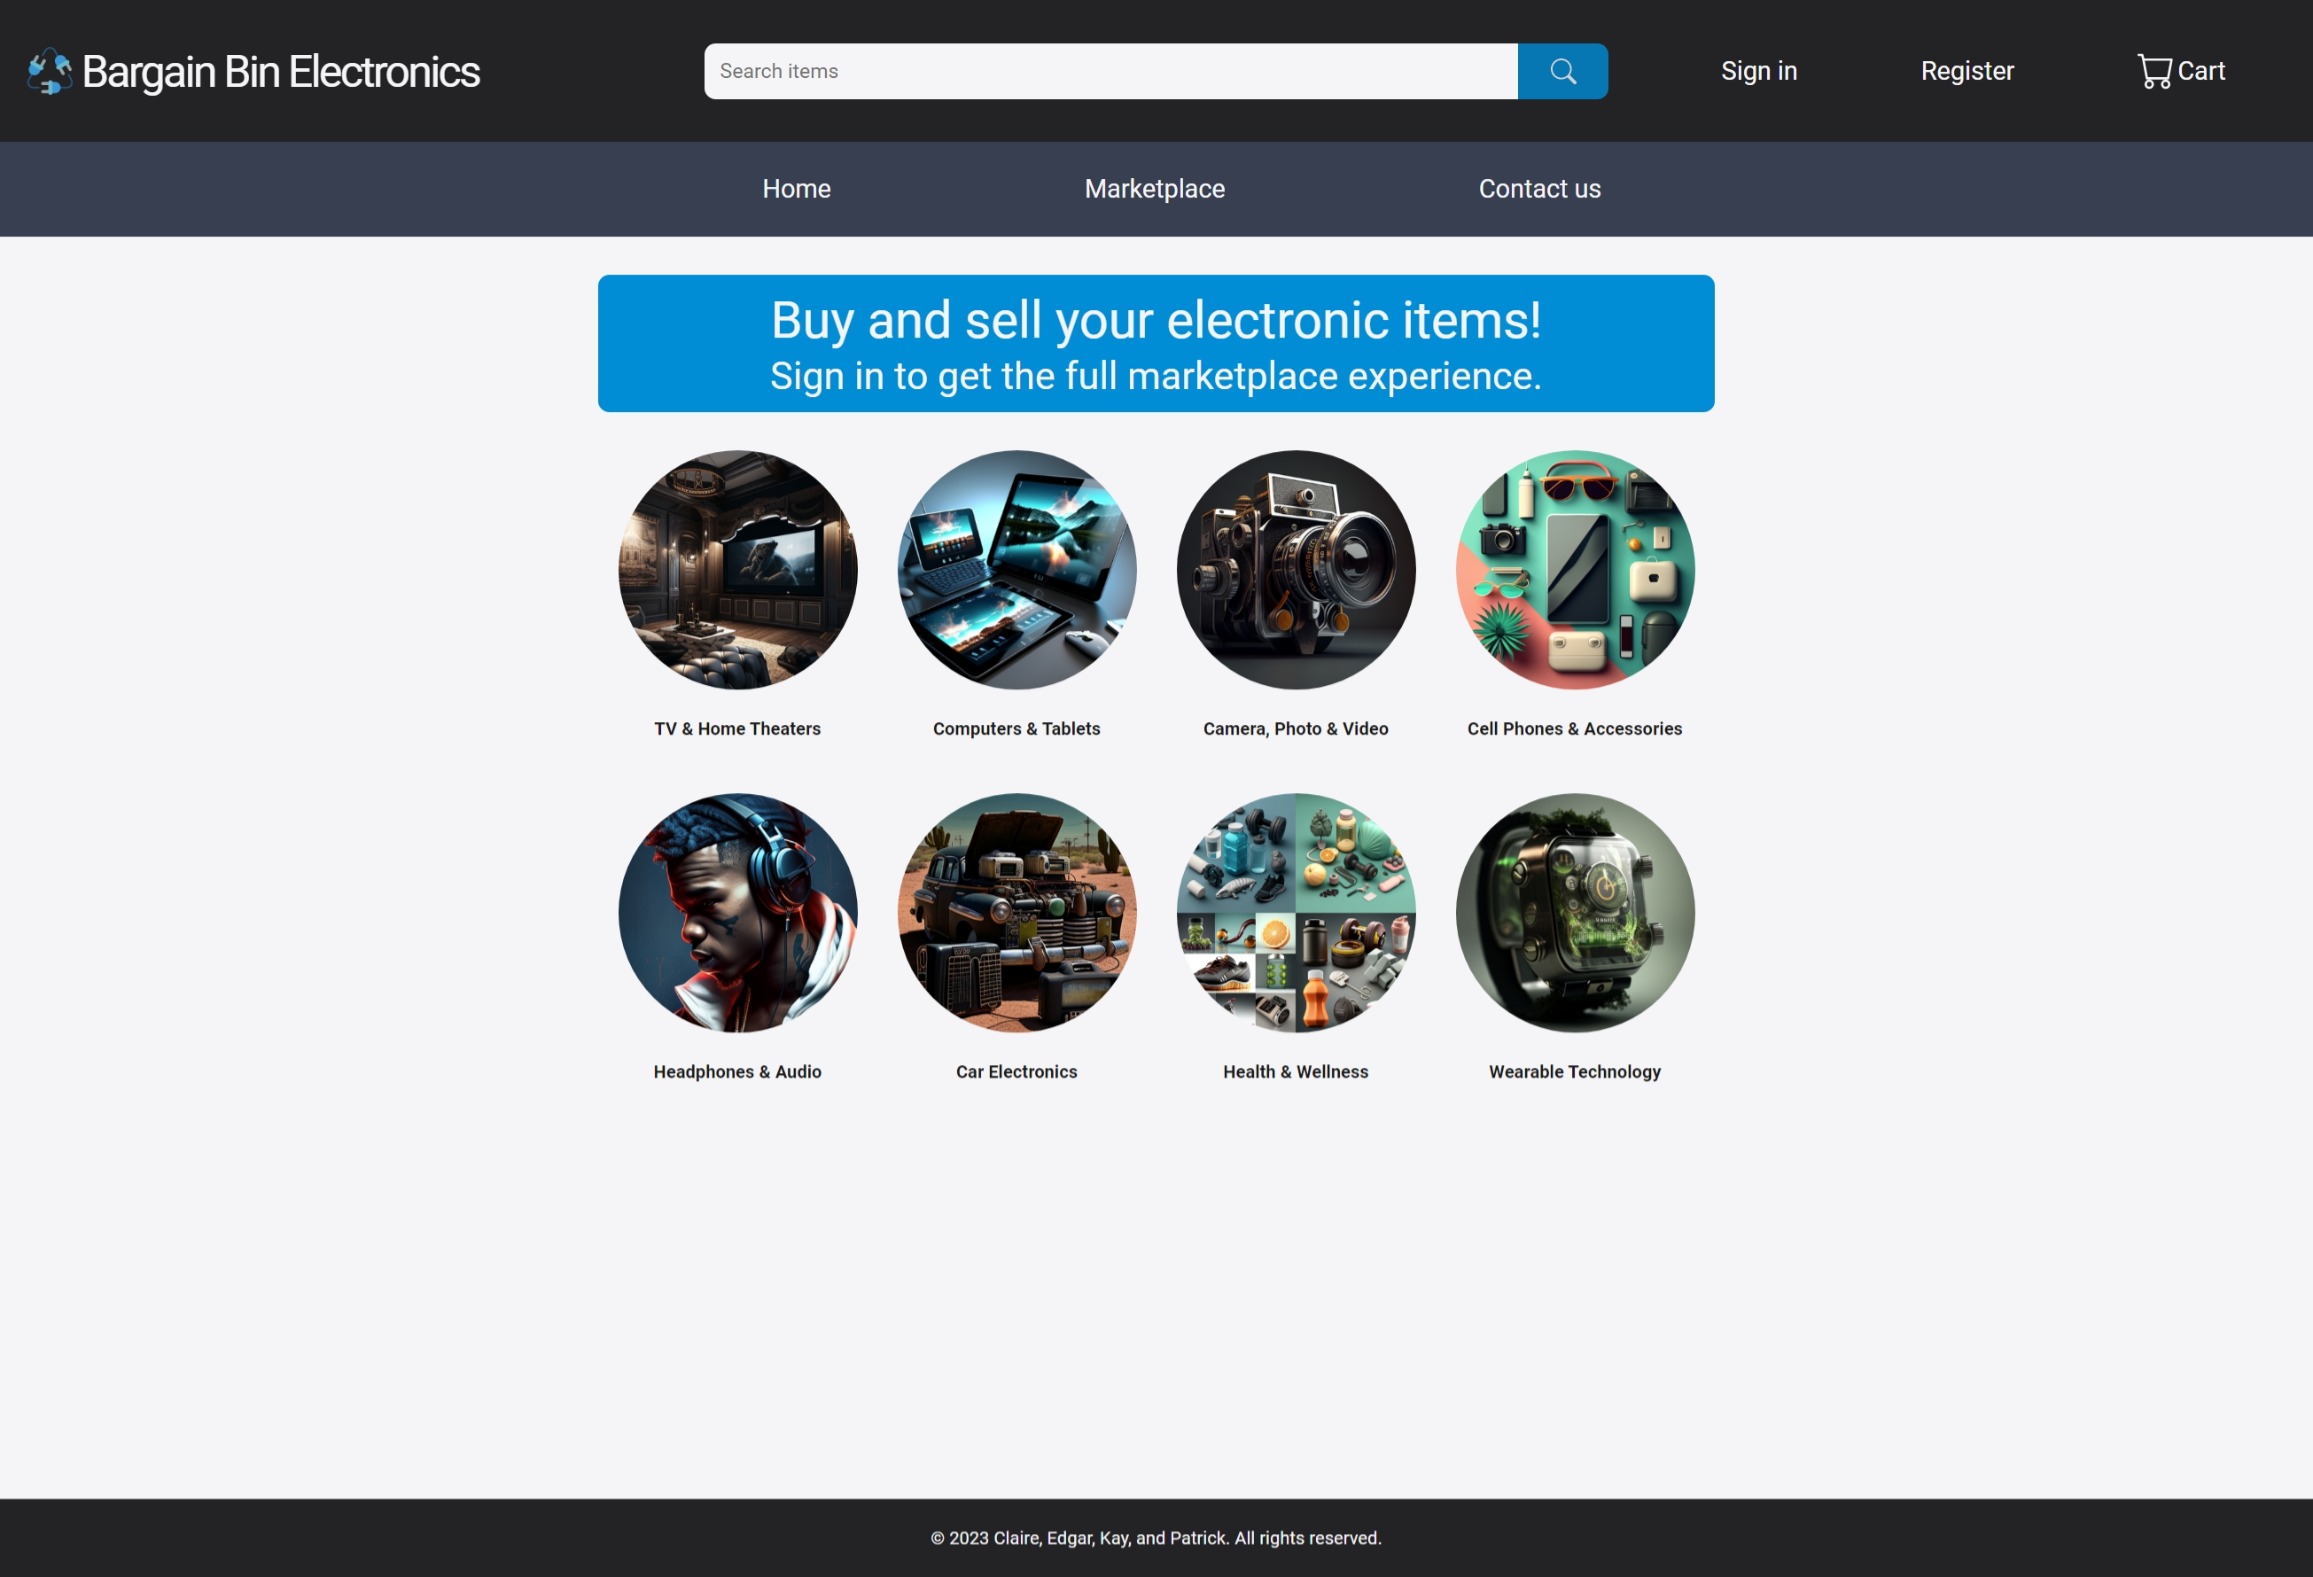 Bargain Bin Electronics
Search items
Sign in
Register
Cart
Home
Marketplace
Contact us
Buy and sell your electronic items!
Sign in to get the full marketplace experience.
TV & Home Theaters
Computers & Tablets
Camera, Photo & Video
Cell Phones & Accessories
Headphones & Audio
Car Electronics
Health & Wellness
Wearable Technology
© 2023 Claire, Edgar, Kay, and Patrick. All rights reserved.